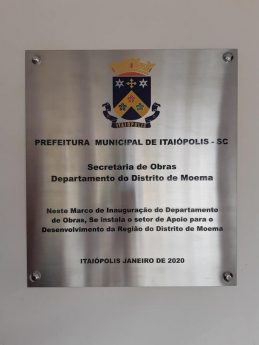 ITAIÓPOLIS
PREFEITURA MUNICIPAL DE ITAIÓPOLIS - SC
Secretaria de Obras
Departamento do Distrito de Moema
Neste Marco de Inauguração do Departamento
de Obras, Se instala o setor de Apoio para o
Desenvolvimento da Região do Distrito de Moema
ITAIÓPOLIS JANEIRO DE 2020